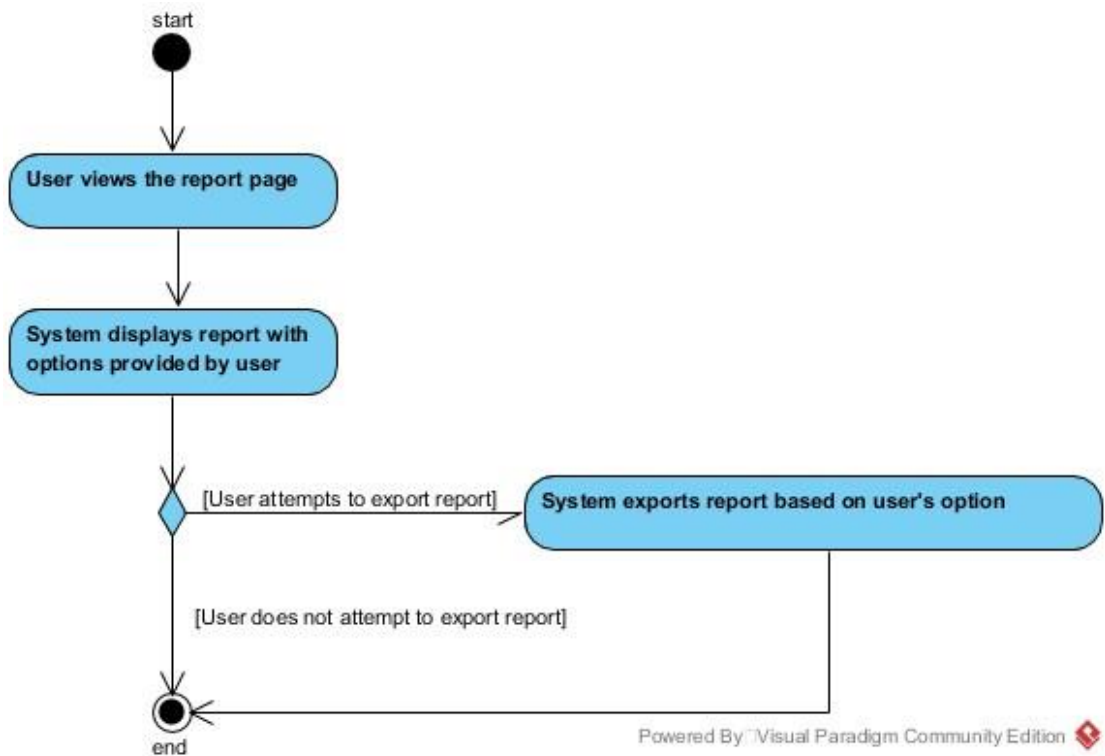 start
User views the report page
System displays report with
options provided by user
[User attempts to export report]
System exports report based on user's option
[User does not attempt to export report]
end
Powered By Visual Paradigm Community Edition